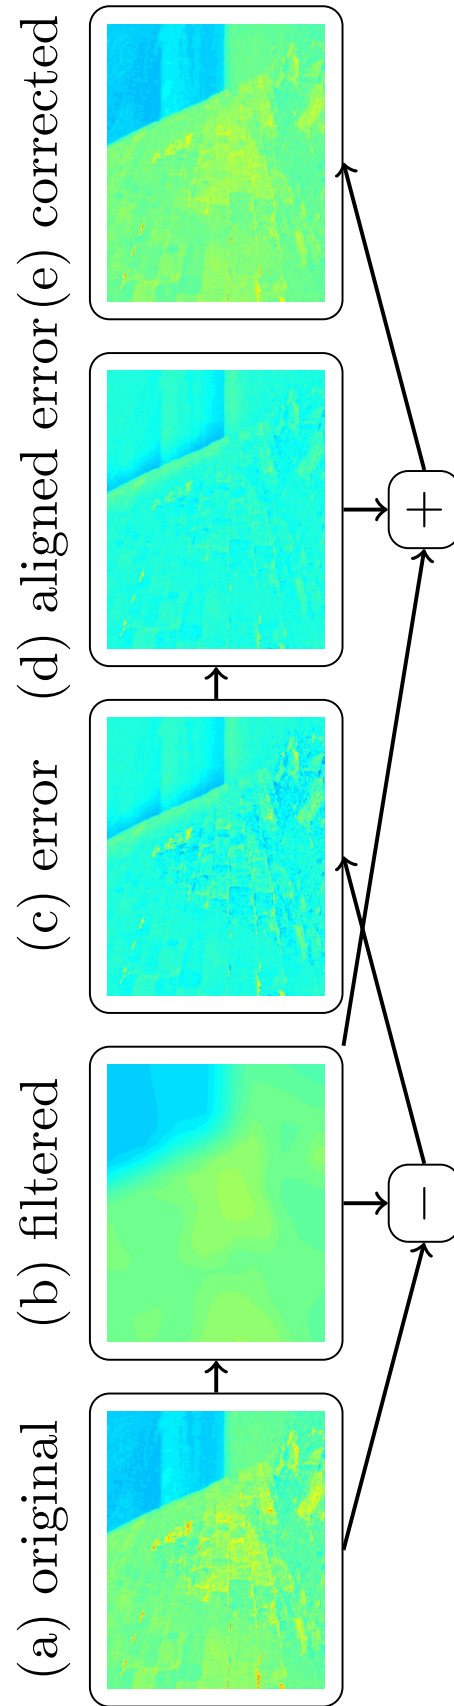 (a) original
(b) filtered
(c) error
(d) aligned error
(e) corrected
−
+